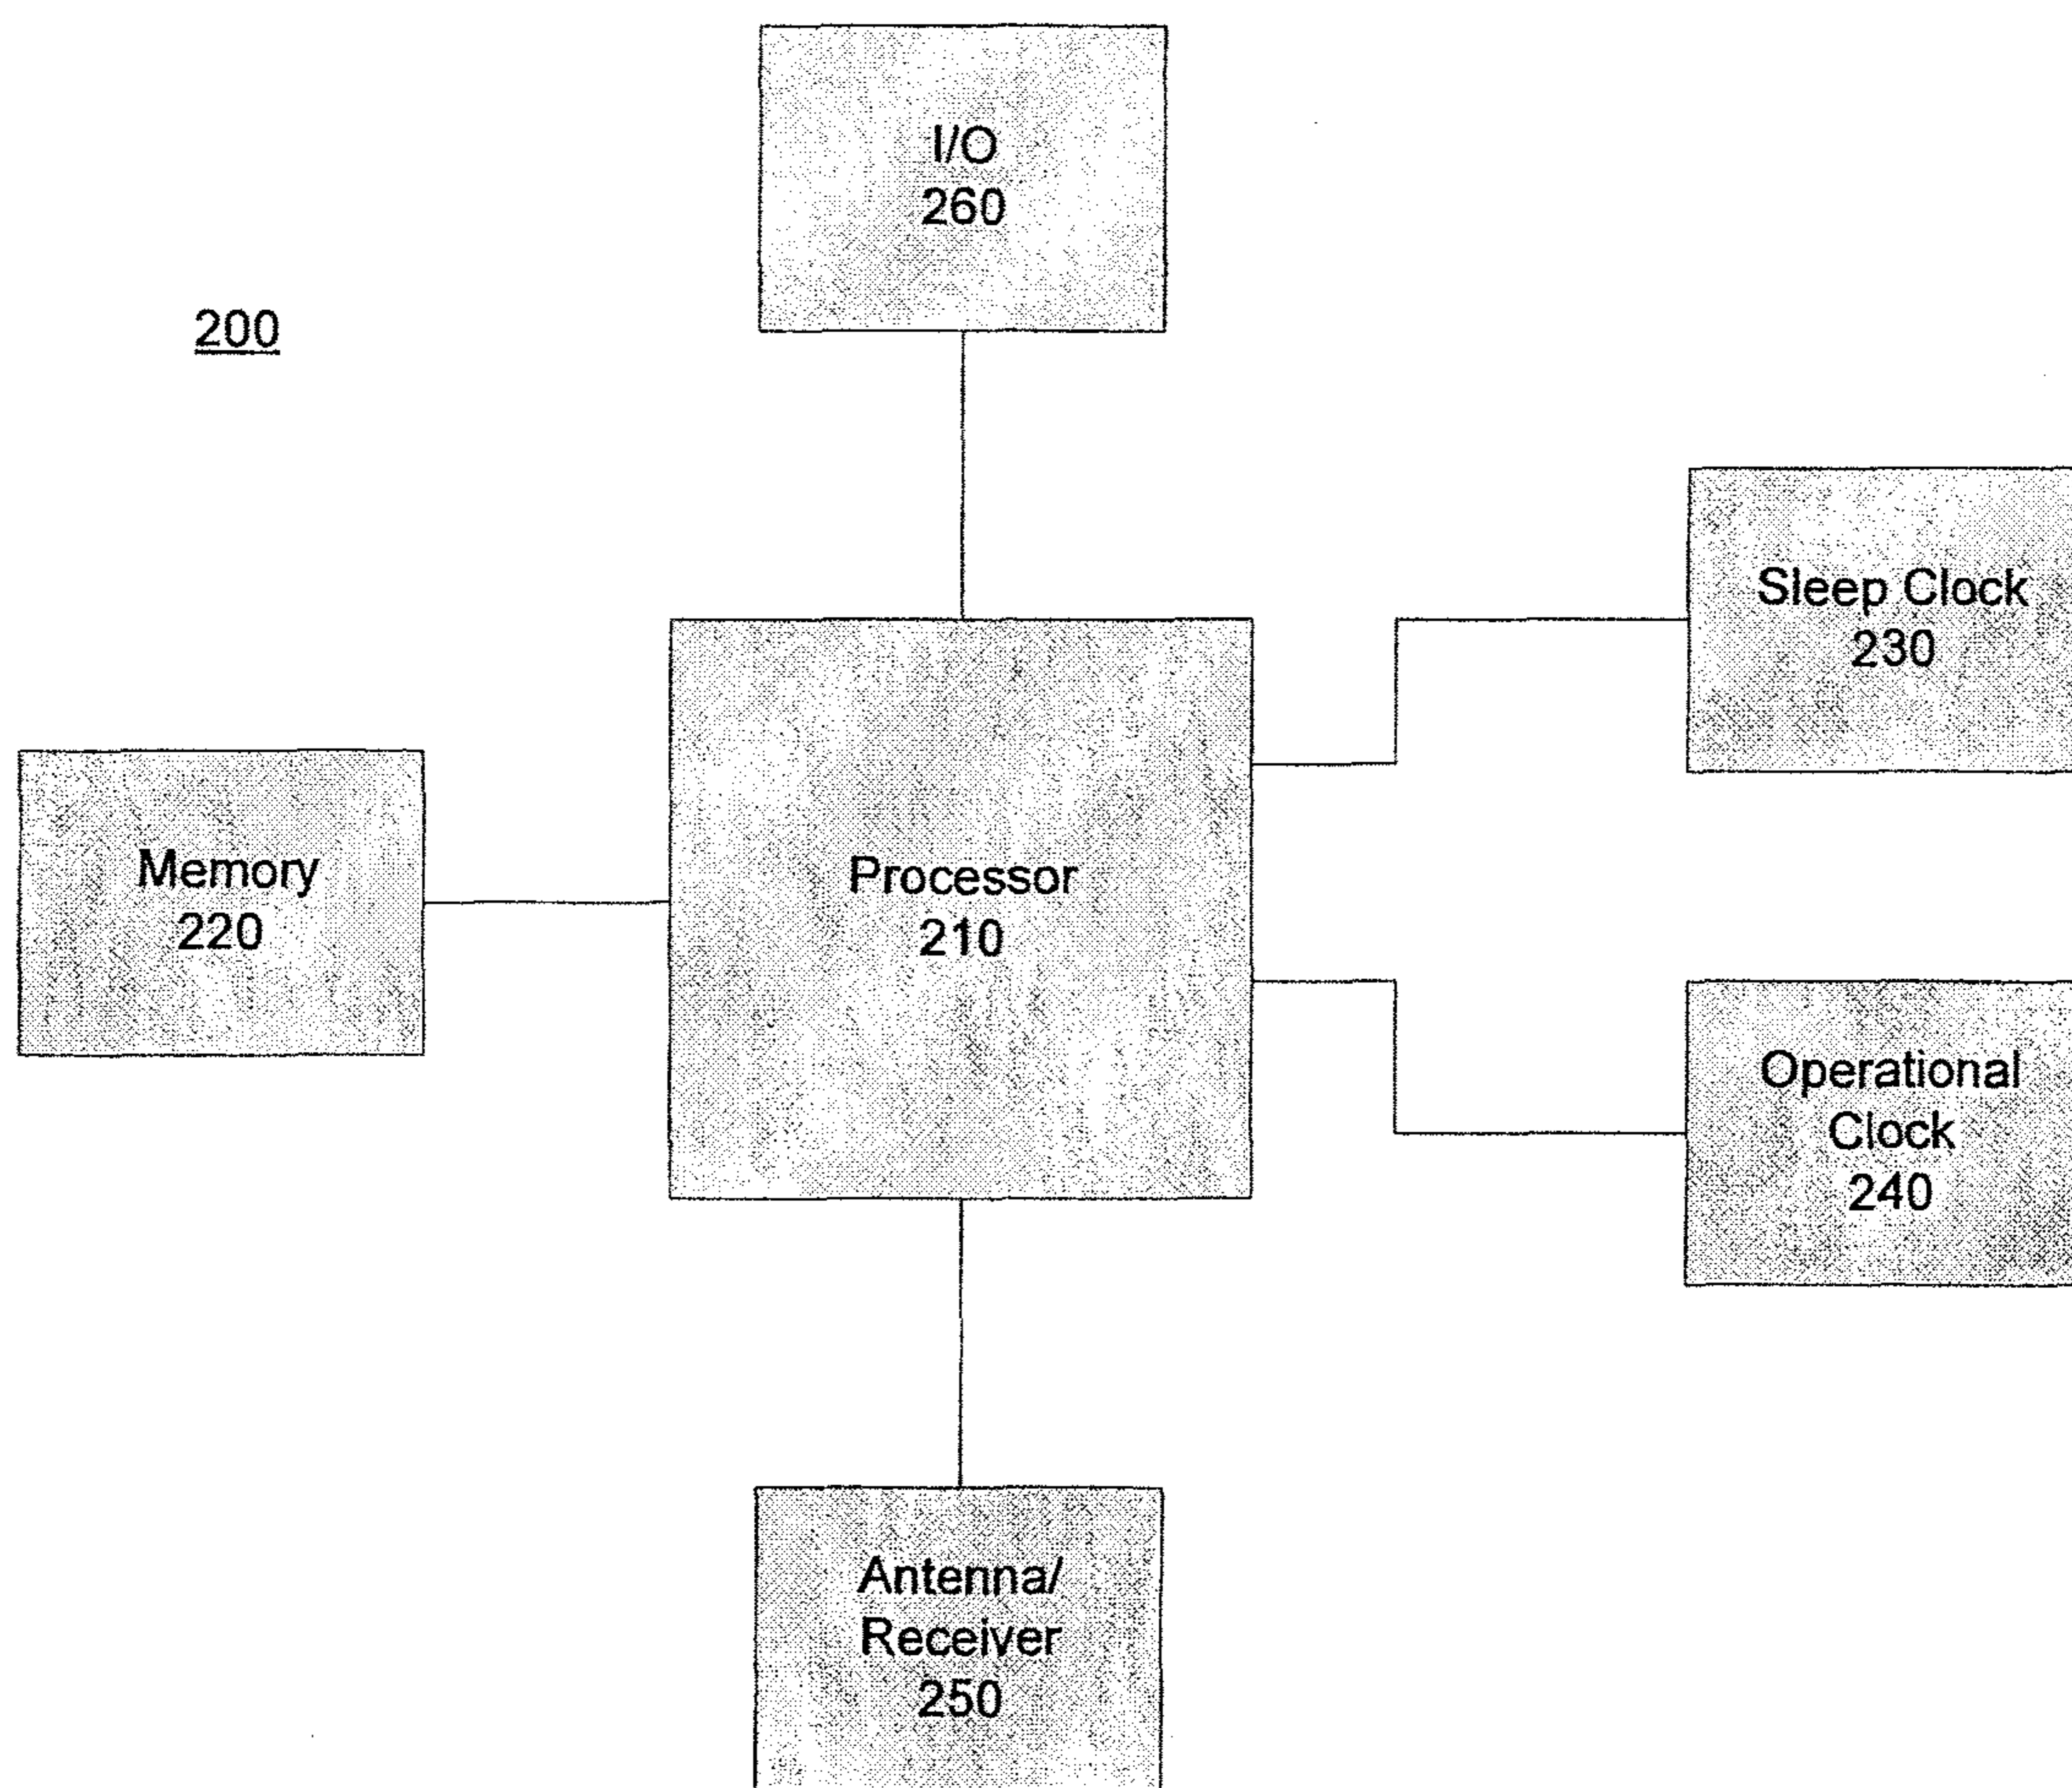 I/O
260
200
Sleep Clock
230
Memory
220
Processor
210
Operational
Clock
240
Antenna/
Receiver
250